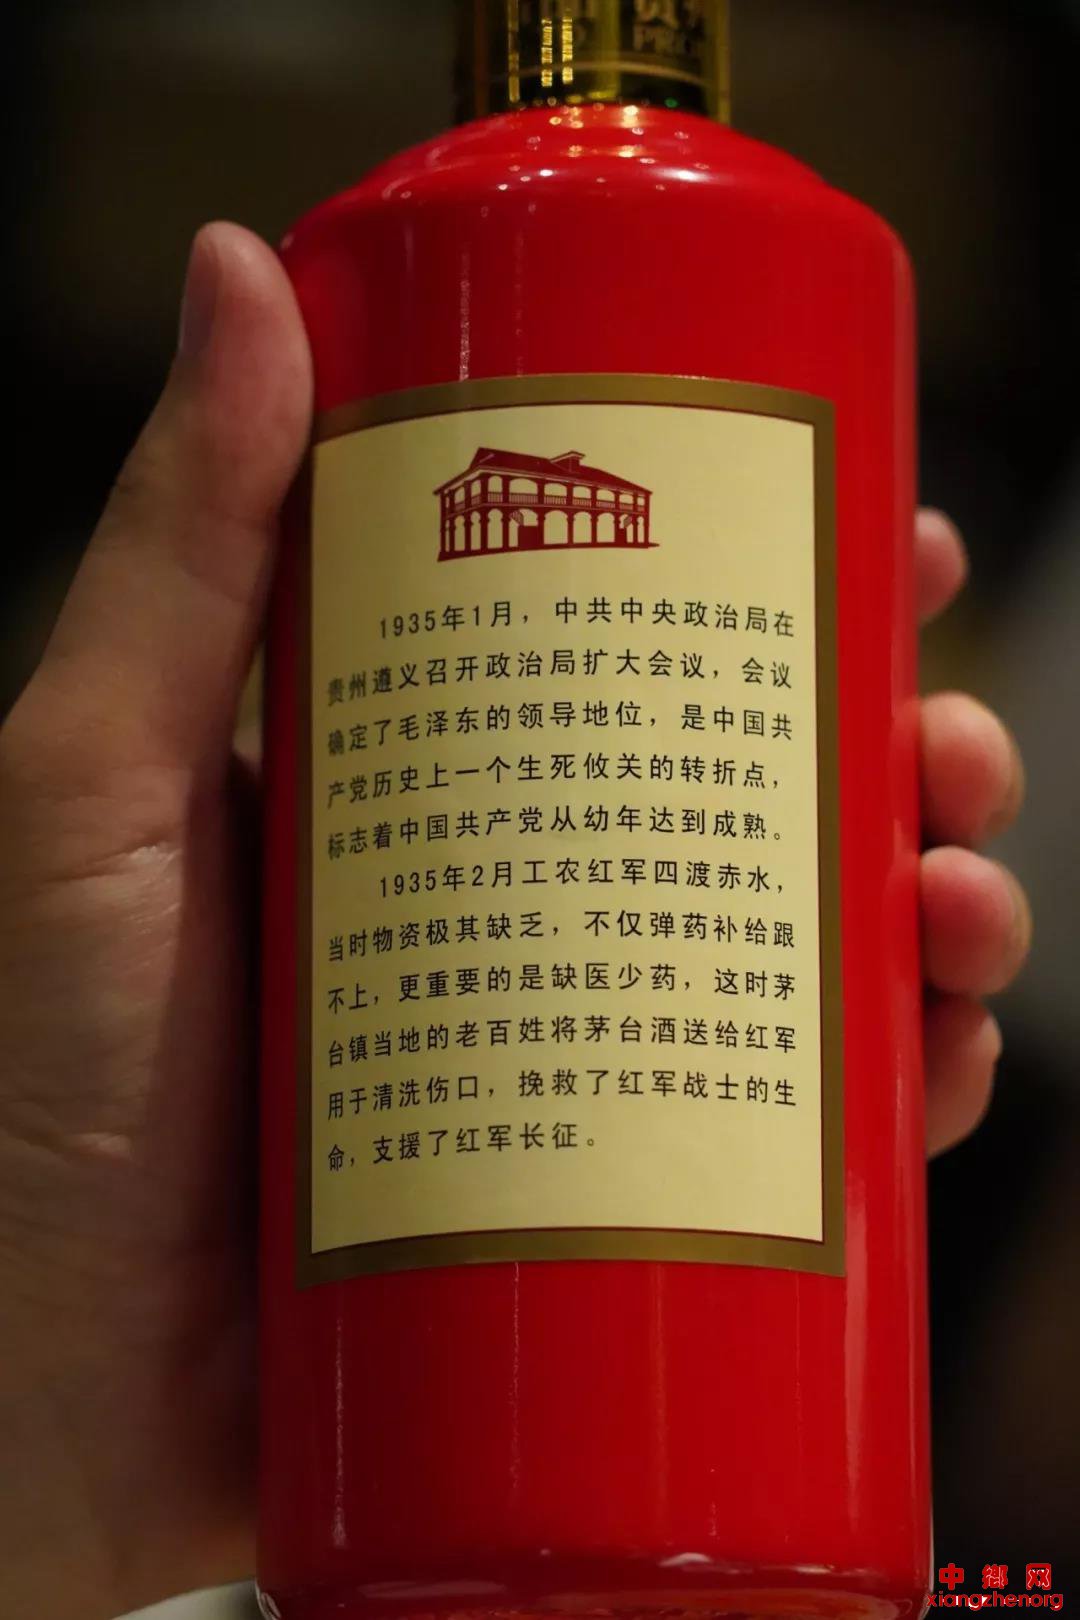 1935年1月，中共中央政治局在
贵州遵义召开政治局扩大会议，会议
确定了毛泽东的领导地位，是中国共
产党历史上一个生死攸关的转折点，
标志着中国共产党从幼年达到成熟。
1935年2月工农红军四渡赤水，
当时物资极其缺乏，不仅弹药补给跟
不上，更重要的是缺医少药，这时茅
台镇当地的老百姓将茅台酒送给红军
用于清洗伤口，挽救了红军战士的生
命，支援了红军长征。
中乡网
xiangzhenorg